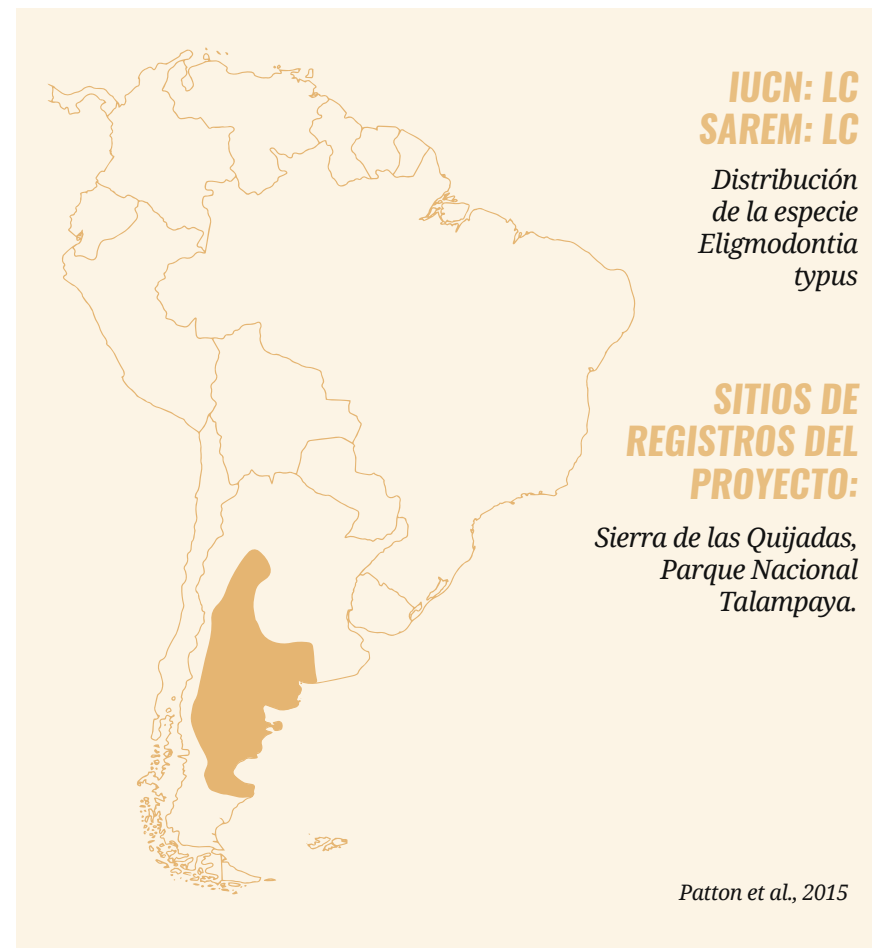 IUCN: LC
SAREM: LC
Distribución
de la especie
Eligmodontia
typus
SITIOS DE
REGISTROS DEL
PROYECTO:
Sierra de las Quijadas,
Parque Nacional
Talampaya.
Patton et al., 2015